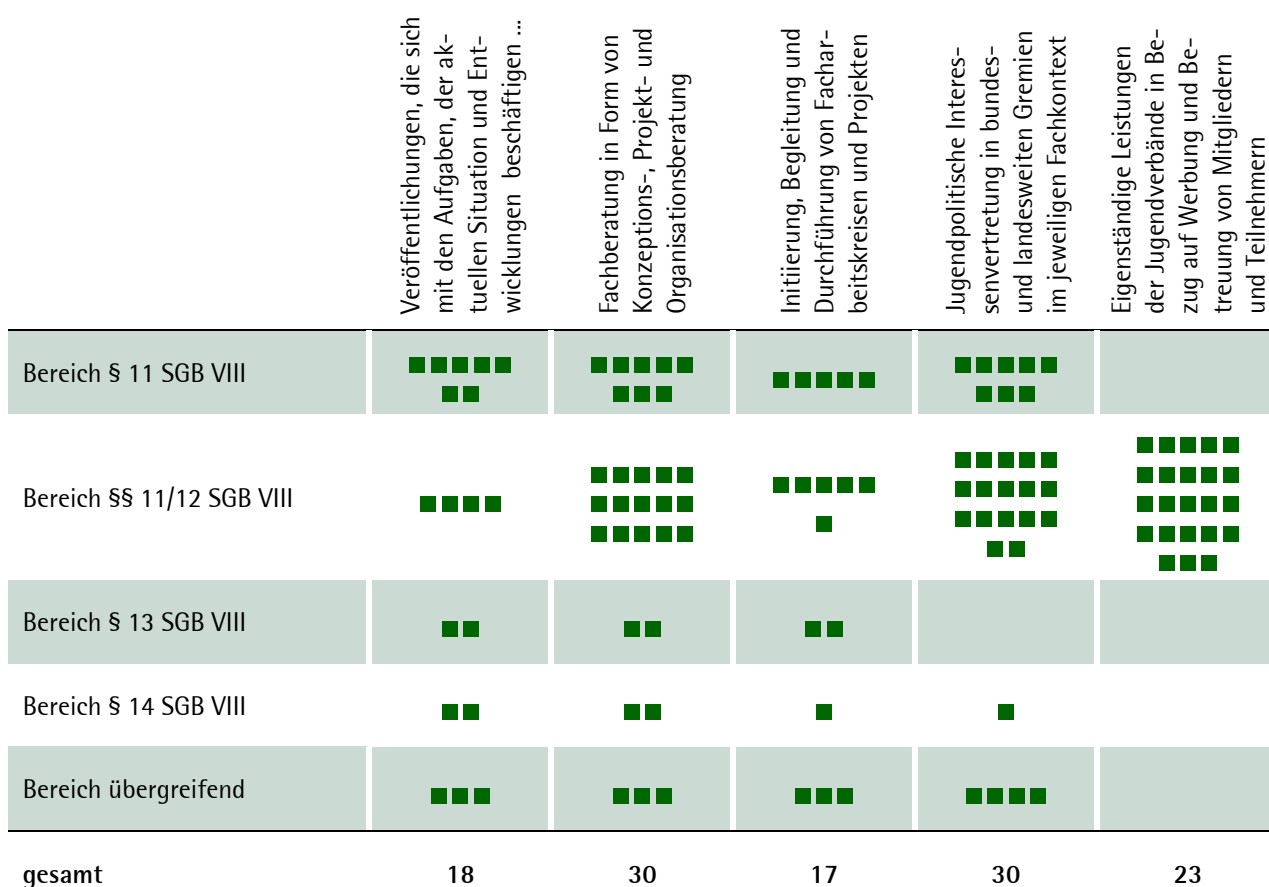 Veröffentlichungen, die sich
mit den Aufgaben, der ak-
tuellen Situation und Ent-
wicklungen beschäftigen ...
Fachberatung in Form von
Konzeptions-, Projekt- und
Organisationsberatung
Initiierung, Begleitung und
Durchführung von Fachar-
beitskreisen und Projekten
Jugendpolitische Interes-
senvertretung in bundes-
und landesweiten Gremien
im jeweiligen Fachkontext
Eigenständige Leistungen
der Jugendverbände in Be-
zug auf Werbung und Be-
treuung von Mitgliedern
und Teilnehmern
Bereich § 11 SGB VIII
Bereich §§ 11/12 SGB VIII
Bereich § 13 SGB VIII
Bereich § 14 SGB VIII
Bereich übergreifend
gesamt 18 30 17 30 23